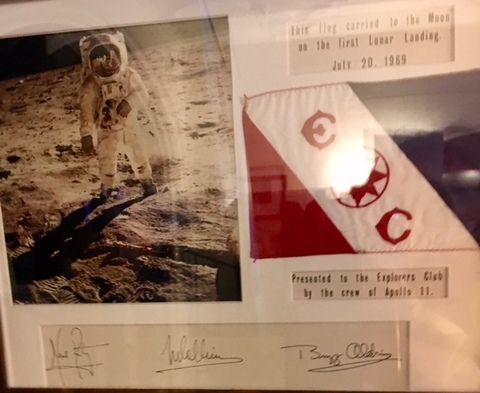 This flag carried to the Moon
on the first Lunar Landing.
July 20, 1969
E
C
Presented to the Explorers Club
by the crew of Apollo 11.
Buzz Aldrin